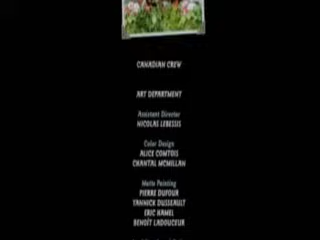 CANADIAN CREW
ART DEPARTMENT
Assistant Director
NICOLAS LEBESSIS
Color Design
ALICE COMTOIS
CHANTAL MCMILLAN
Matte Painting
PIERRE DUFOUR
YANNICK DUSSEAULT
ERIC HAMEL
BENOÎT LADOUCEUR